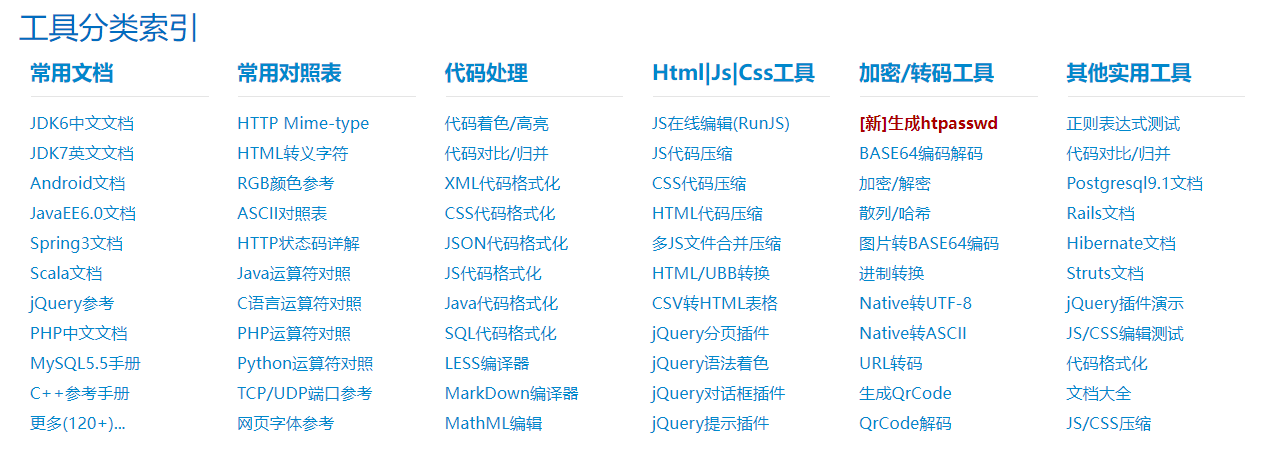 工具分类索引
常用文档
JDK6中文文档
JDK7英文文档
Android文档
JavaEE6.0文档
Spring3文档
Scala文档
jQuery参考
PHP中文文档
MySQL5.5手册
C++参考手册
更多(120+)...
常用对照表
HTTP Mime-type
HTML转义字符
RGB颜色参考
ASCII对照表
HTTP状态码详解
Java运算符对照
C语言运算符对照
PHP运算符对照
Python运算符对照
TCP/UDP端口参考
网页字体参考
代码处理
代码着色/高亮
代码对比/归并
XML代码格式化
CSS代码格式化
JSON代码格式化
JS代码格式化
Java代码格式化
SQL代码格式化
LESS编译器
MarkDown编译器
MathML编辑
Html|Js|Css工具
JS在线编辑(RunJS)
JS代码压缩
CSS代码压缩
HTML代码压缩
多JS文件合并压缩
HTML/UBB转换
CSV转HTML表格
jQuery分页插件
jQuery语法着色
jQuery对话框插件
jQuery提示插件
加密/转码工具
[新]生成htpasswd
BASE64编码解码
加密/解密
散列/哈希
图片转BASE64编码
进制转换
Native转UTF-8
Native转ASCII
URL转码
生成QrCode
QrCode解码
其他实用工具
正则表达式测试
代码对比/归并
Postgresql9.1文档
Rails文档
Hibernate文档
Struts文档
jQuery插件演示
JS/CSS编辑测试
代码格式化
文档大全
JS/CSS压缩